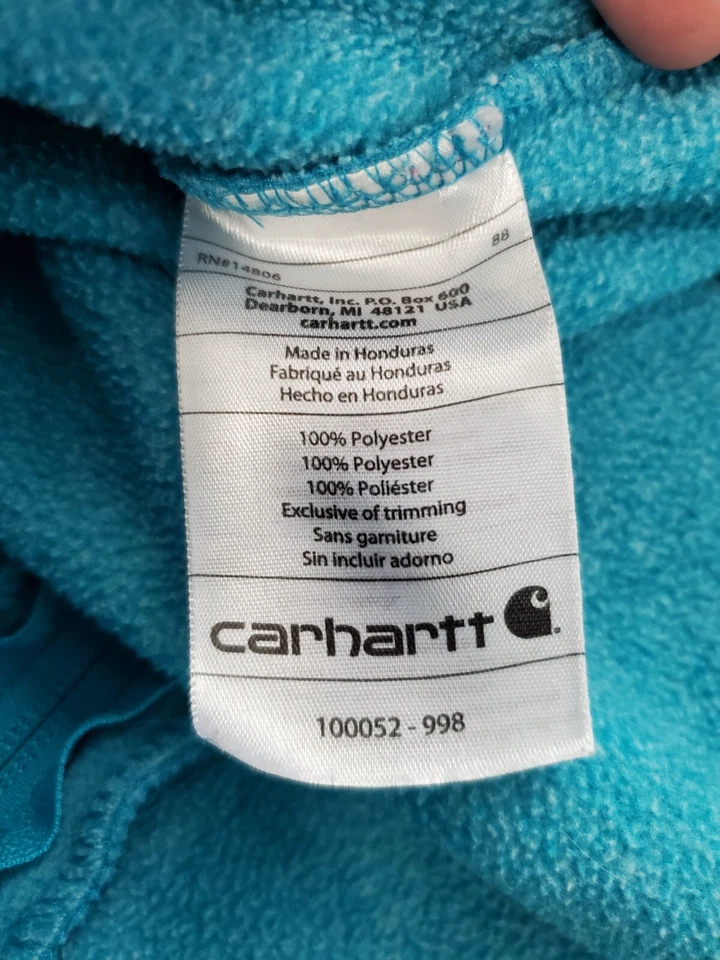 88
RN#14806
Carhartt, Inc. P.O. Box 600
Dearborn, MI 48121 USA
carhartt.com
Made in Honduras
Fabriqué au Honduras
Hecho en Honduras
100% Polyester
100% Polyester
100% Poliéster
Exclusive of trimming
Sans garniture
Sin incluir adorno
carhartt
100052 - 998